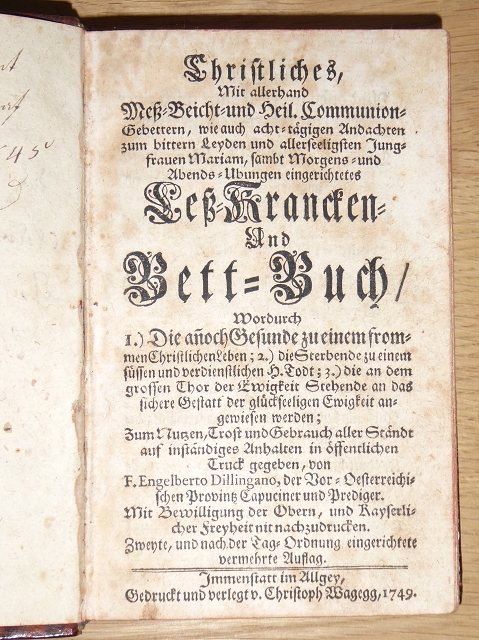 Christliches,
Mit allerhand
Meß-Beicht-und Heil. Communion-
Gebettern, wie auch acht-tägigen Andachten
zum bittern Leyden und allerseeligsten Jung-
frauen Mariam, sambt Morgens-und
Abends-Ubungen eingerichtetes
Leß-Krancken-
Und
Bett-Buch/
Wordurch
1.) Die añoch Gesunde zu einem from-
men Christlichen Leben; 2.) die Sterbende zu einem
süssen und verdienstlichen H. Todt; 3.) die an dem
grossen Thor der Ewigkeit Stehende an das
sichere Gestatt der glückseeligen Ewigkeit an-
gewiesen werden;
Zum Nutzen, Trost und Gebrauch aller Ständt
auf inständiges Anhalten in öffentlichen
Truck gegeben, von
F. Engelberto Dillingano, der Vor-Oesterreichi-
schen Provintz Capuciner und Prediger.
Mit Bewilligung der Obern, und Kayserli-
cher Freyheit nit nachzudrucken.
Zweyte, und nach der Tag-Ordnung eingerichtete
vermehrte Auflag.
Immenstatt im Allgey,
Gedruckt und verlegt v. Christoph Wagegg, 1749.